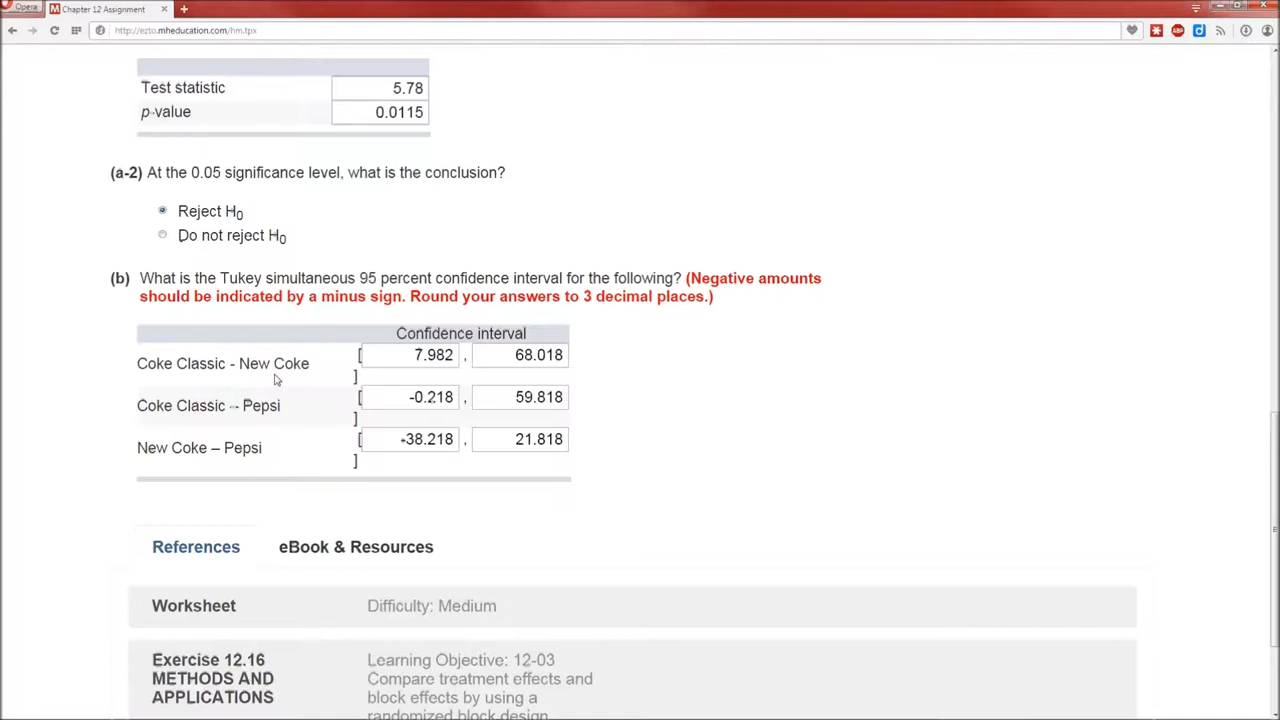 Opera
M Chapter 12 Assignment
http://ezto.mheducation.com/hm.tpx
ABP
Test statistic 5.78
p-value 0.0115
(a-2) At the 0.05 significance level, what is the conclusion?
Reject H0
Do not reject H0
(b) What is the Tukey simultaneous 95 percent confidence interval for the following? (Negative amounts
should be indicated by a minus sign. Round your answers to 3 decimal places.)
Confidence interval
Coke Classic - New Coke [ 7.982 , 68.018
]
Coke Classic – Pepsi [ -0.218 , 59.818
]
New Coke – Pepsi [ -38.218 , 21.818
]
References eBook & Resources
Worksheet Difficulty: Medium
Exercise 12.16 Learning Objective: 12-03
METHODS AND Compare treatment effects and
APPLICATIONS block effects by using a
randomized block design